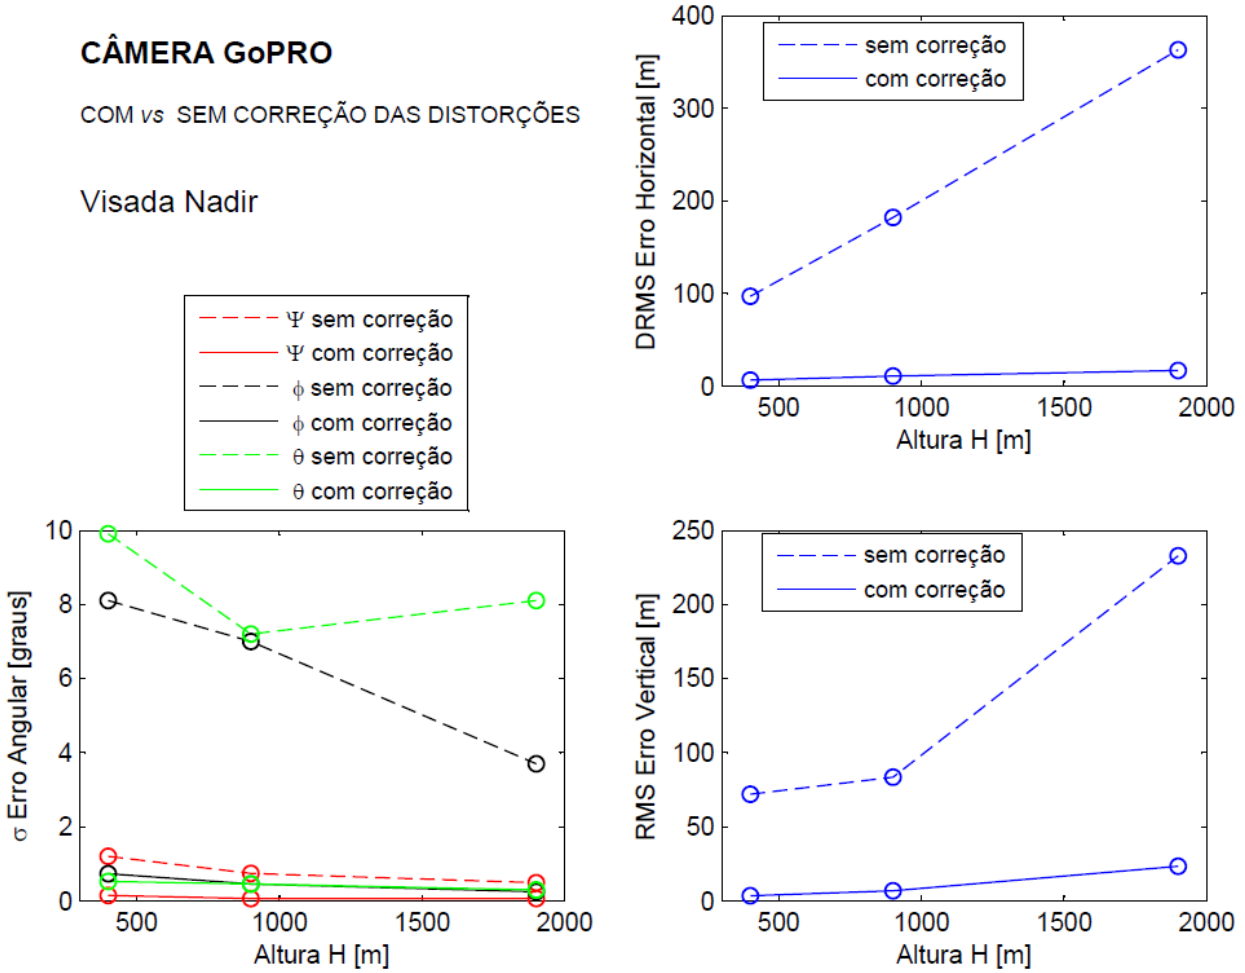 CÂMERA GoPRO
COM vs SEM CORREÇÃO DAS DISTORÇÕES
Visada Nadir
Ψ sem correção
Ψ com correção
ϕ sem correção
ϕ com correção
θ sem correção
θ com correção
400
300
200
100
0
DRMS Erro Horizontal [m]
sem correção
com correção
500 1000 1500 2000
Altura H [m]
10
8
6
4
2
0
σ Erro Angular [graus]
500 1000 1500 2000
Altura H [m]
250
200
150
100
50
0
RMS Erro Vertical [m]
sem correção
com correção
500 1000 1500 2000
Altura H [m]